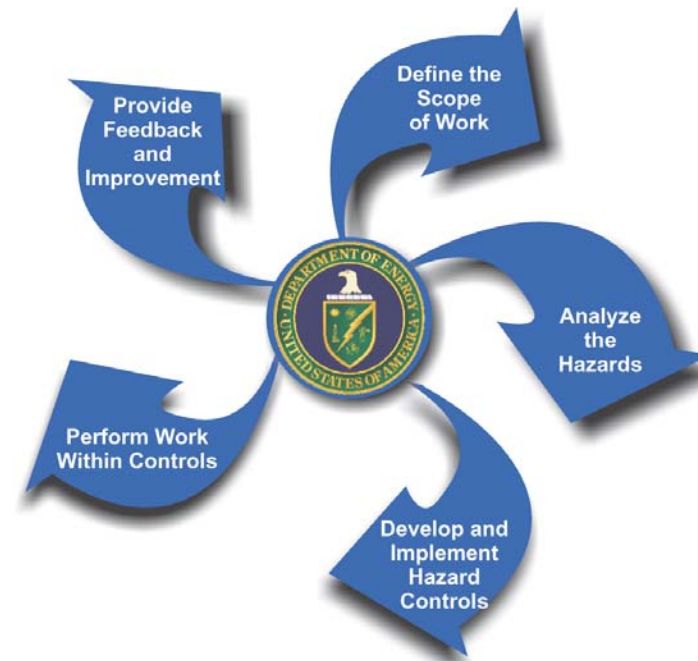 Define the
Scope
of Work
Analyze
the
Hazards
Develop and
Implement
Hazard
Controls
Perform Work
Within Controls
Provide
Feedback
and
Improvement
·DEPARTMENT OF ENERGY·
UNITED STATES OF AMERICA